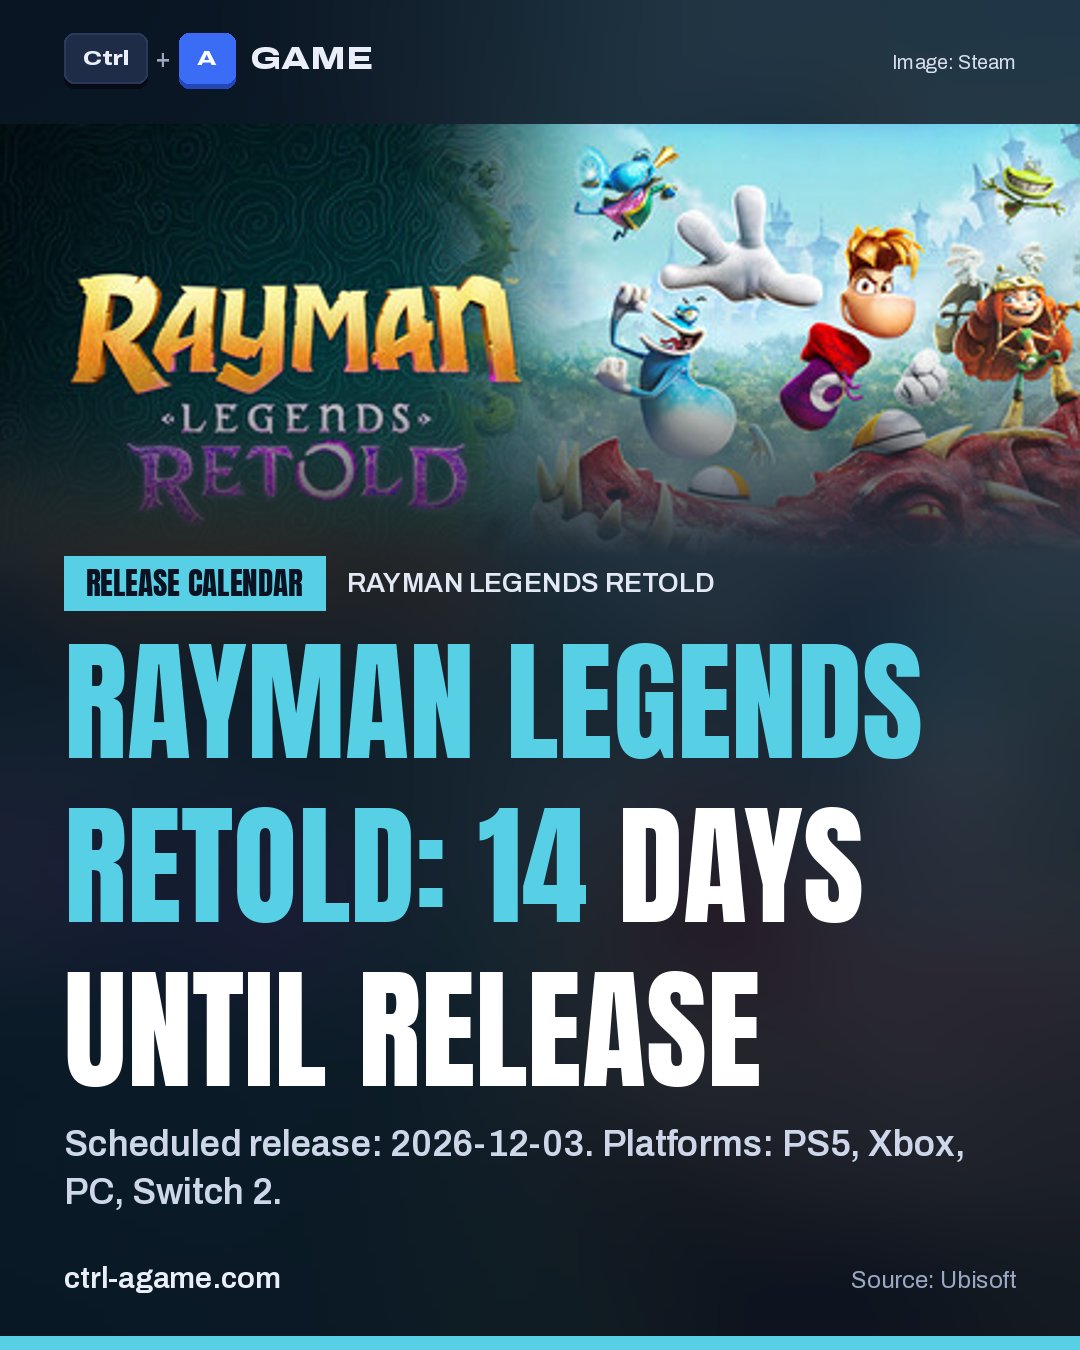 Ctrl + A GAME
Image: Steam
RAYMAN
LEGENDS
RETOLD
RELEASE CALENDAR
RAYMAN LEGENDS RETOLD
RAYMAN LEGENDS
RETOLD: 14 DAYS
UNTIL RELEASE
Scheduled release: 2026-12-03. Platforms: PS5, Xbox,
PC, Switch 2.
ctrl-agame.com
Source: Ubisoft